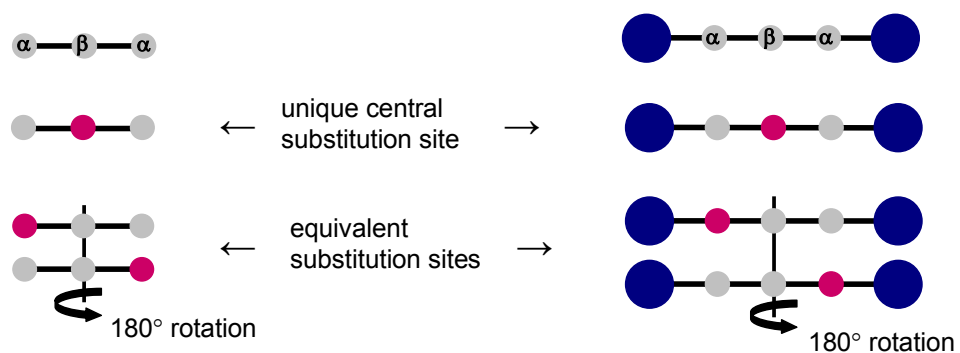 α β α
α β α
← unique central →
substitution site
← equivalent →
substitution sites
180° rotation
180° rotation